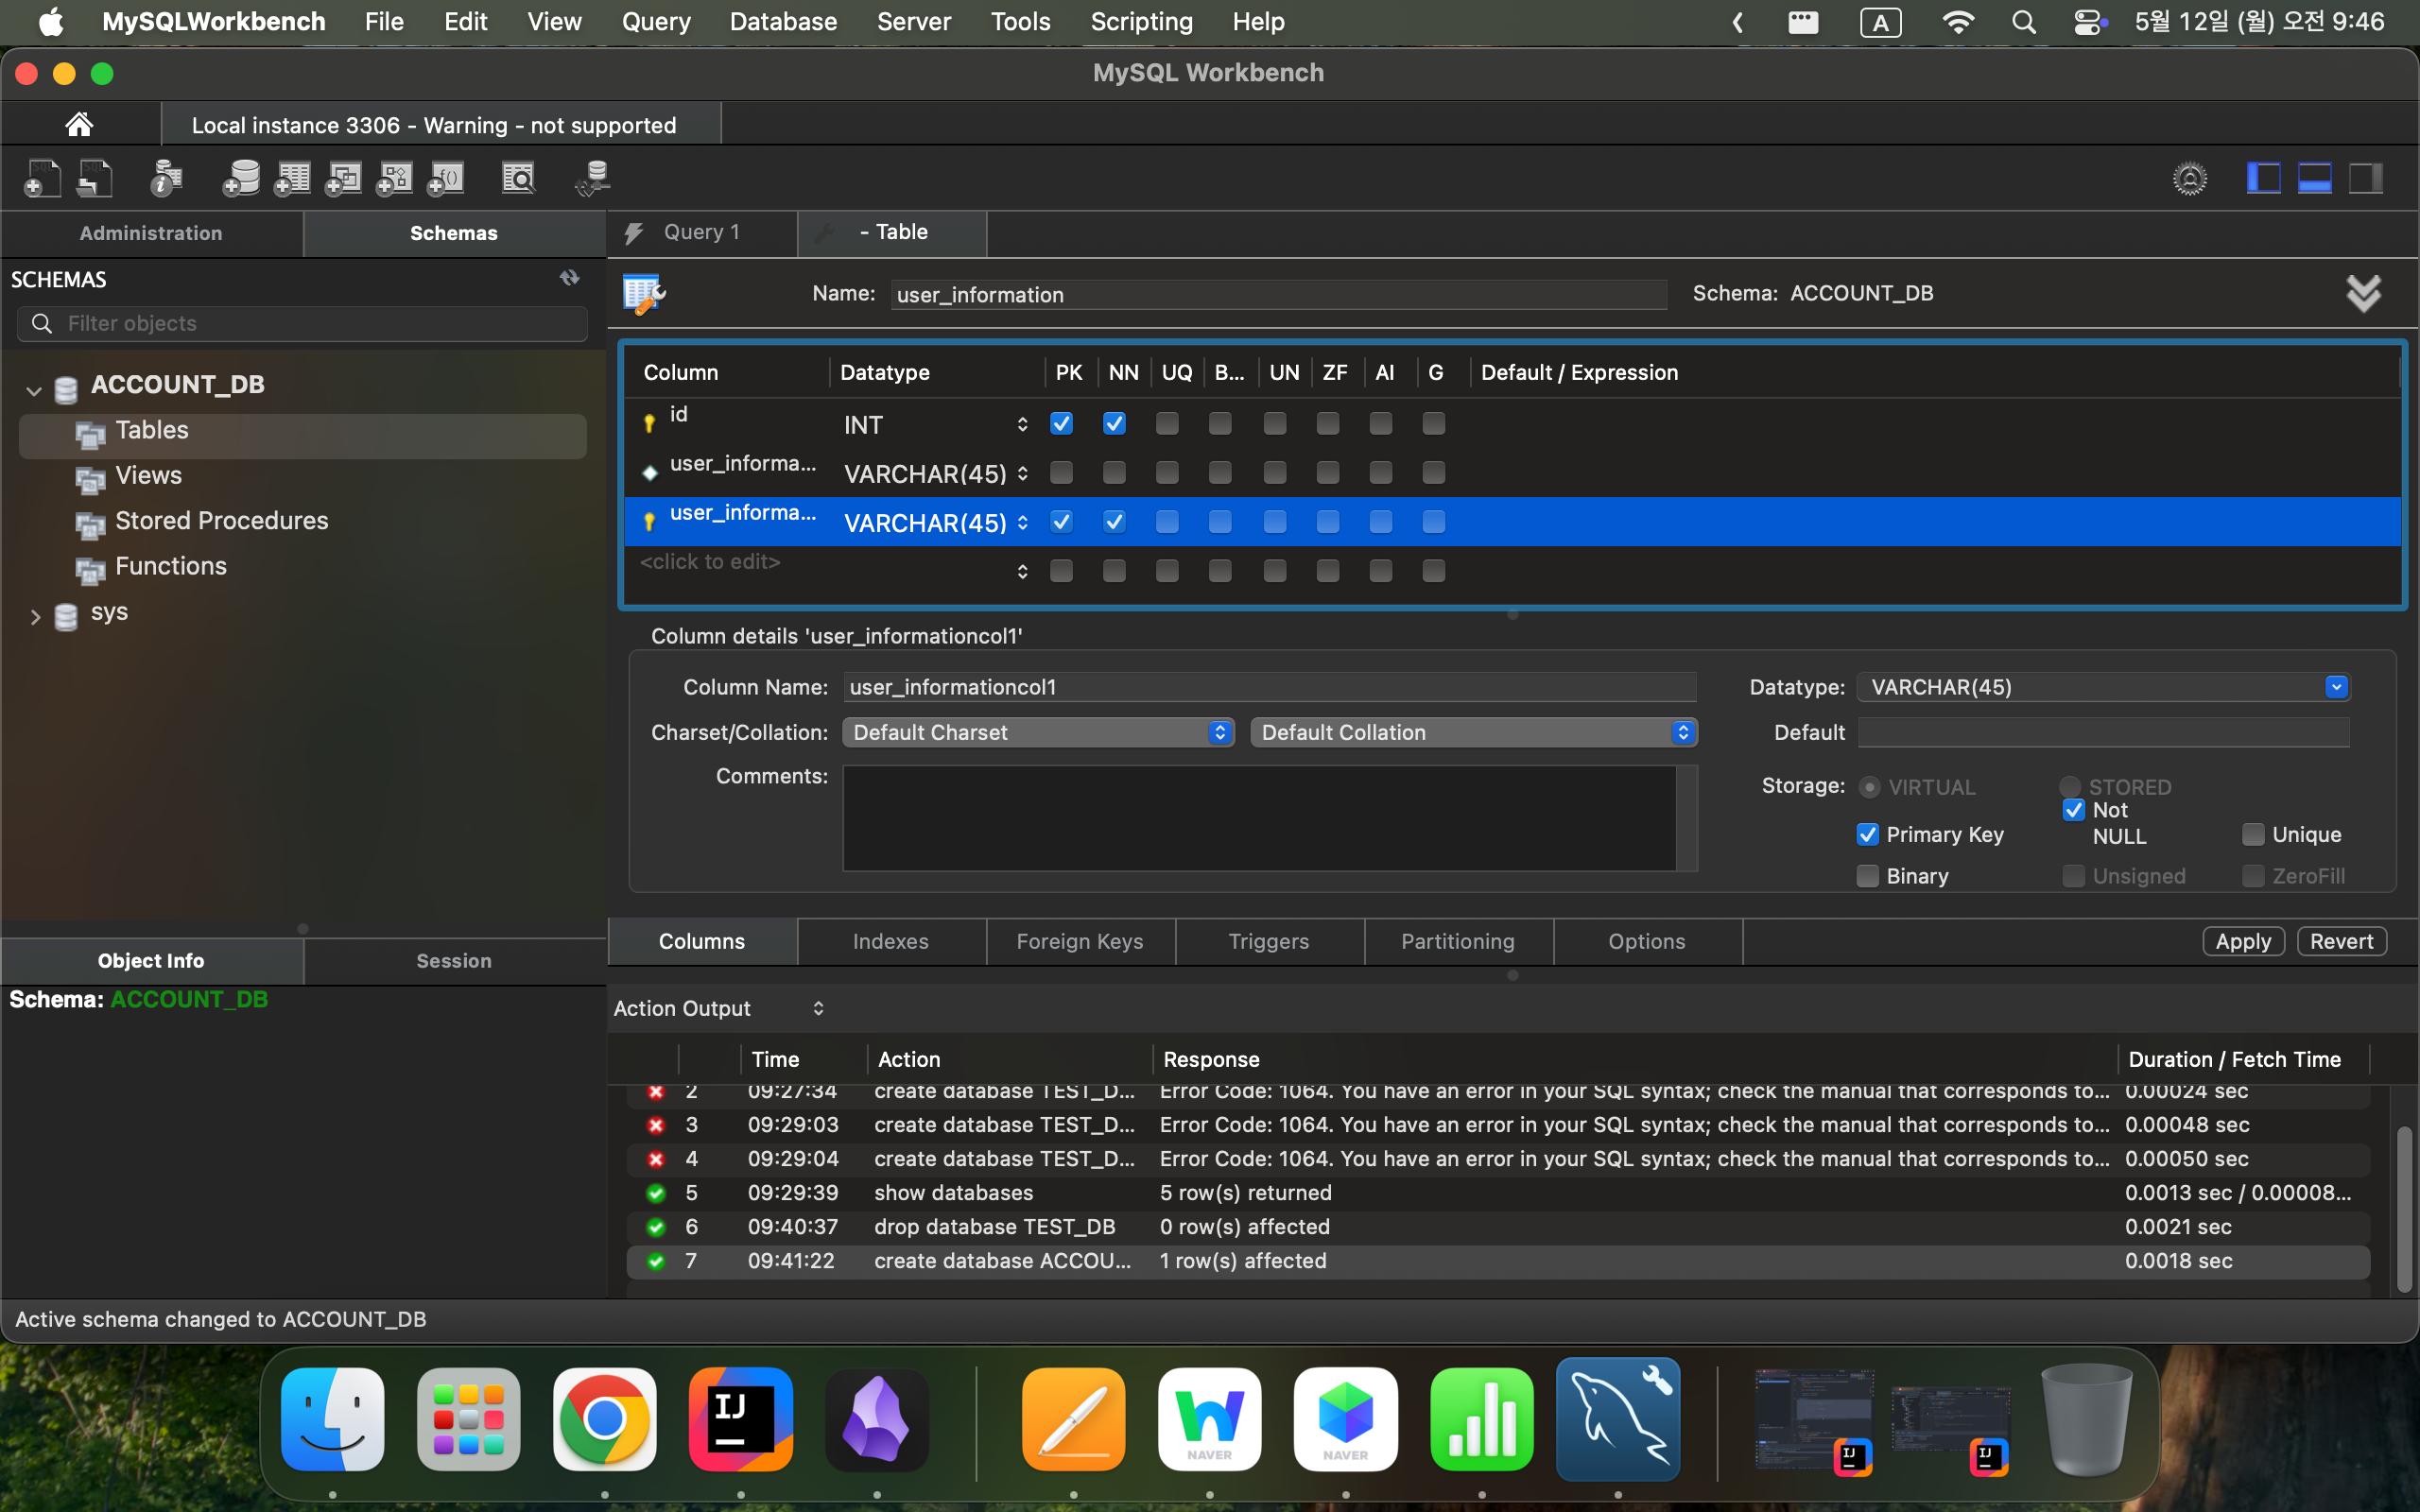 MySQLWorkbench File Edit View Query Database Server Tools Scripting Help A 5월 12일 (월) 오전 9:46
MySQL Workbench
Local instance 3306 - Warning - not supported
Administration Schemas
Query 1 - Table
SCHEMAS
Filter objects
Name: user_information Schema: ACCOUNT_DB
ACCOUNT_DB
Tables
Views
Stored Procedures
Functions
sys
Column Datatype PK NN UQ B... UN ZF AI G Default / Expression
id INT
user_informa... VARCHAR(45)
user_informa... VARCHAR(45)
<click to edit>
Column details 'user_informationcol1'
Column Name: user_informationcol1 Datatype: VARCHAR(45)
Charset/Collation: Default Charset Default Collation Default
Comments: Storage: VIRTUAL STORED
Primary Key Not NULL Unique
Binary Unsigned ZeroFill
Columns Indexes Foreign Keys Triggers Partitioning Options Apply Revert
Object Info Session
Schema: ACCOUNT_DB
Action Output
Time Action Response Duration / Fetch Time
2 09:27:34 create database TEST_D... Error Code: 1064. You have an error in your SQL syntax; check the manual that corresponds to... 0.00024 sec
3 09:29:03 create database TEST_D... Error Code: 1064. You have an error in your SQL syntax; check the manual that corresponds to... 0.00048 sec
4 09:29:04 create database TEST_D... Error Code: 1064. You have an error in your SQL syntax; check the manual that corresponds to... 0.00050 sec
5 09:29:39 show databases 5 row(s) returned 0.0013 sec / 0.00008...
6 09:40:37 drop database TEST_DB 0 row(s) affected 0.0021 sec
7 09:41:22 create database ACCOU... 1 row(s) affected 0.0018 sec
Active schema changed to ACCOUNT_DB
IJ
NAVER
NAVER
IJ
IJ